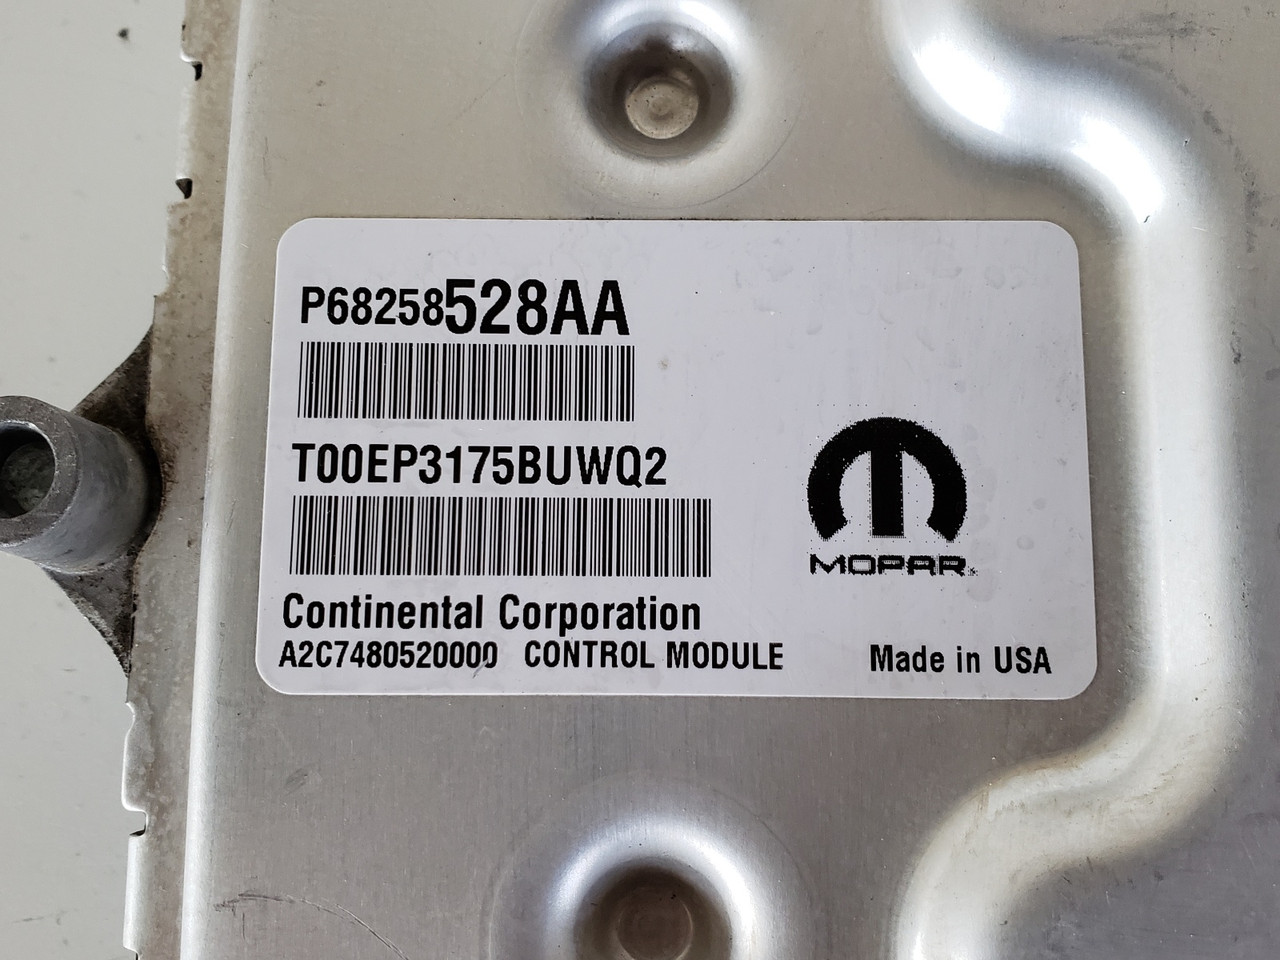 P68258528AA
T00EP3175BUWQ2
MOPAR
Continental Corporation
A2C7480520000 CONTROL MODULE
Made in USA